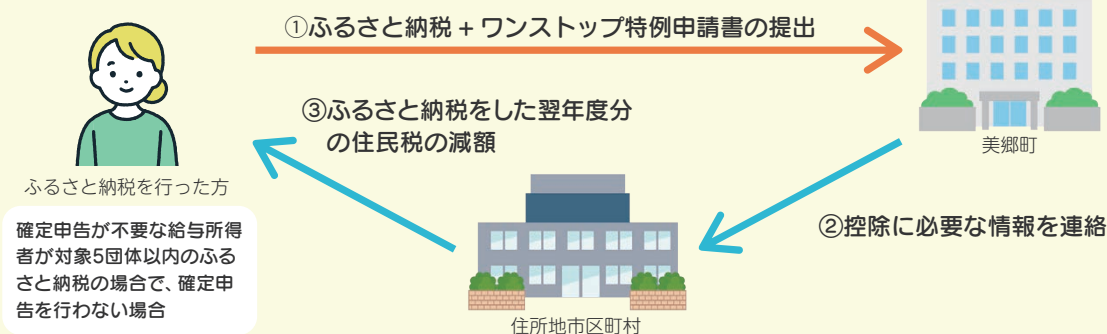 ①ふるさと納税 + ワンストップ特例申請書の提出
③ふるさと納税をした翌年度分
の住民税の減額
美郷町
ふるさと納税を行った方
確定申告が不要な給与所得
者が対象5団体以内のふる
さと納税の場合で、確定申
告を行わない場合
②控除に必要な情報を連絡
住所地市区町村